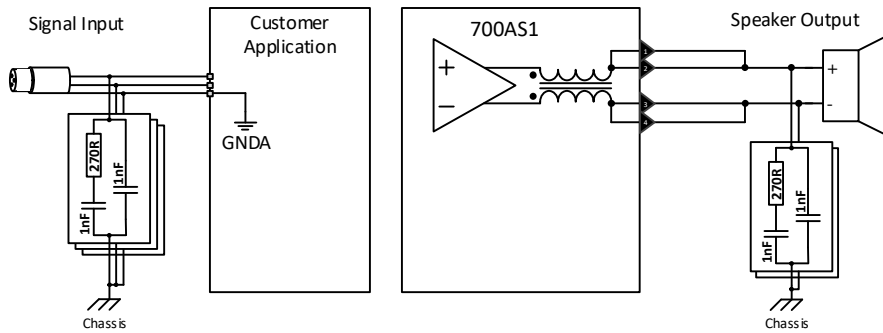 Signal Input
Customer
Application
700AS1
Speaker Output
1
2
3
4
+
-
+
−
GNDA
270R
1nF
1nF
Chassis
270R
1nF
1nF
Chassis